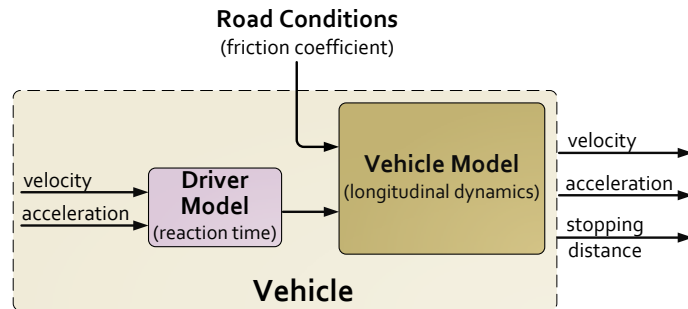 Road Conditions
(friction coefficient)
velocity
acceleration
Driver
Model
(reaction time)
Vehicle Model
(longitudinal dynamics)
velocity
acceleration
stopping
distance
Vehicle